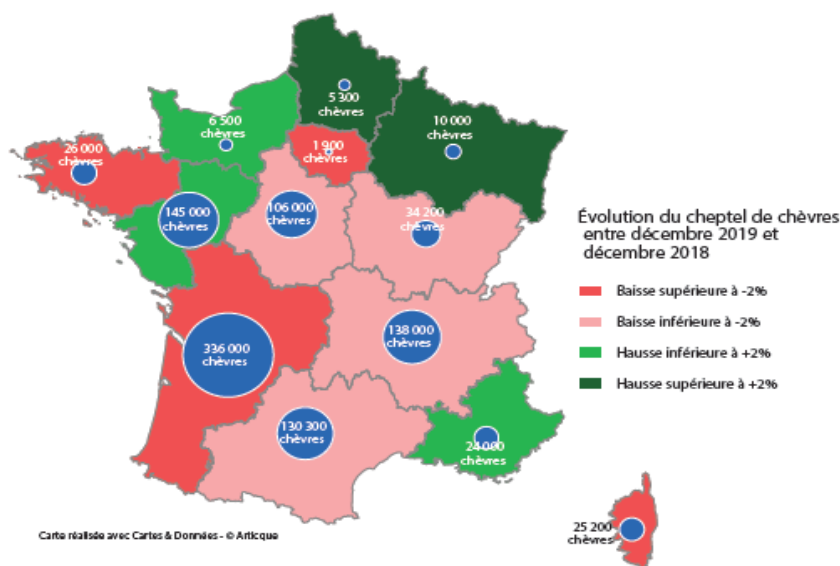 5 300
chèvres
6 500
chèvres
10 000
chèvres
1 900
chèvres
26 000
chèvres
145 000
chèvres
106 000
chèvres
34 200
chèvres
336 000
chèvres
138 000
chèvres
130 300
chèvres
24 000
chèvres
25 200
chèvres
Évolution du cheptel de chèvres
entre décembre 2019 et
décembre 2018
Baisse supérieure à -2%
Baisse inférieure à -2%
Hausse inférieure à +2%
Hausse supérieure à +2%
Carte réalisée avec Cartes & Données - © Articque